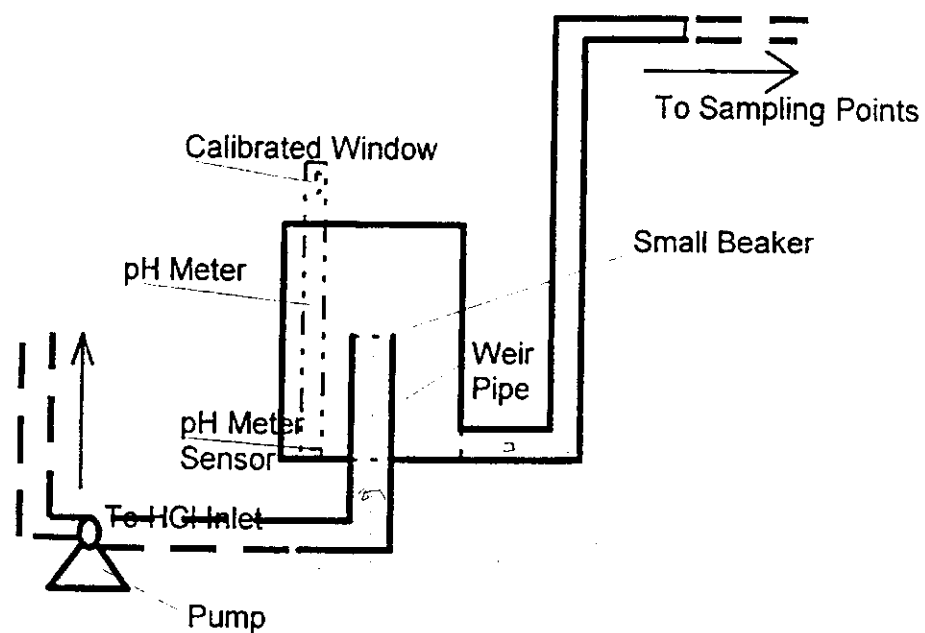 To Sampling Points
Calibrated Window
Small Beaker
pH Meter
Weir
Pipe
pH Meter
Sensor
To HCl Inlet
Pump